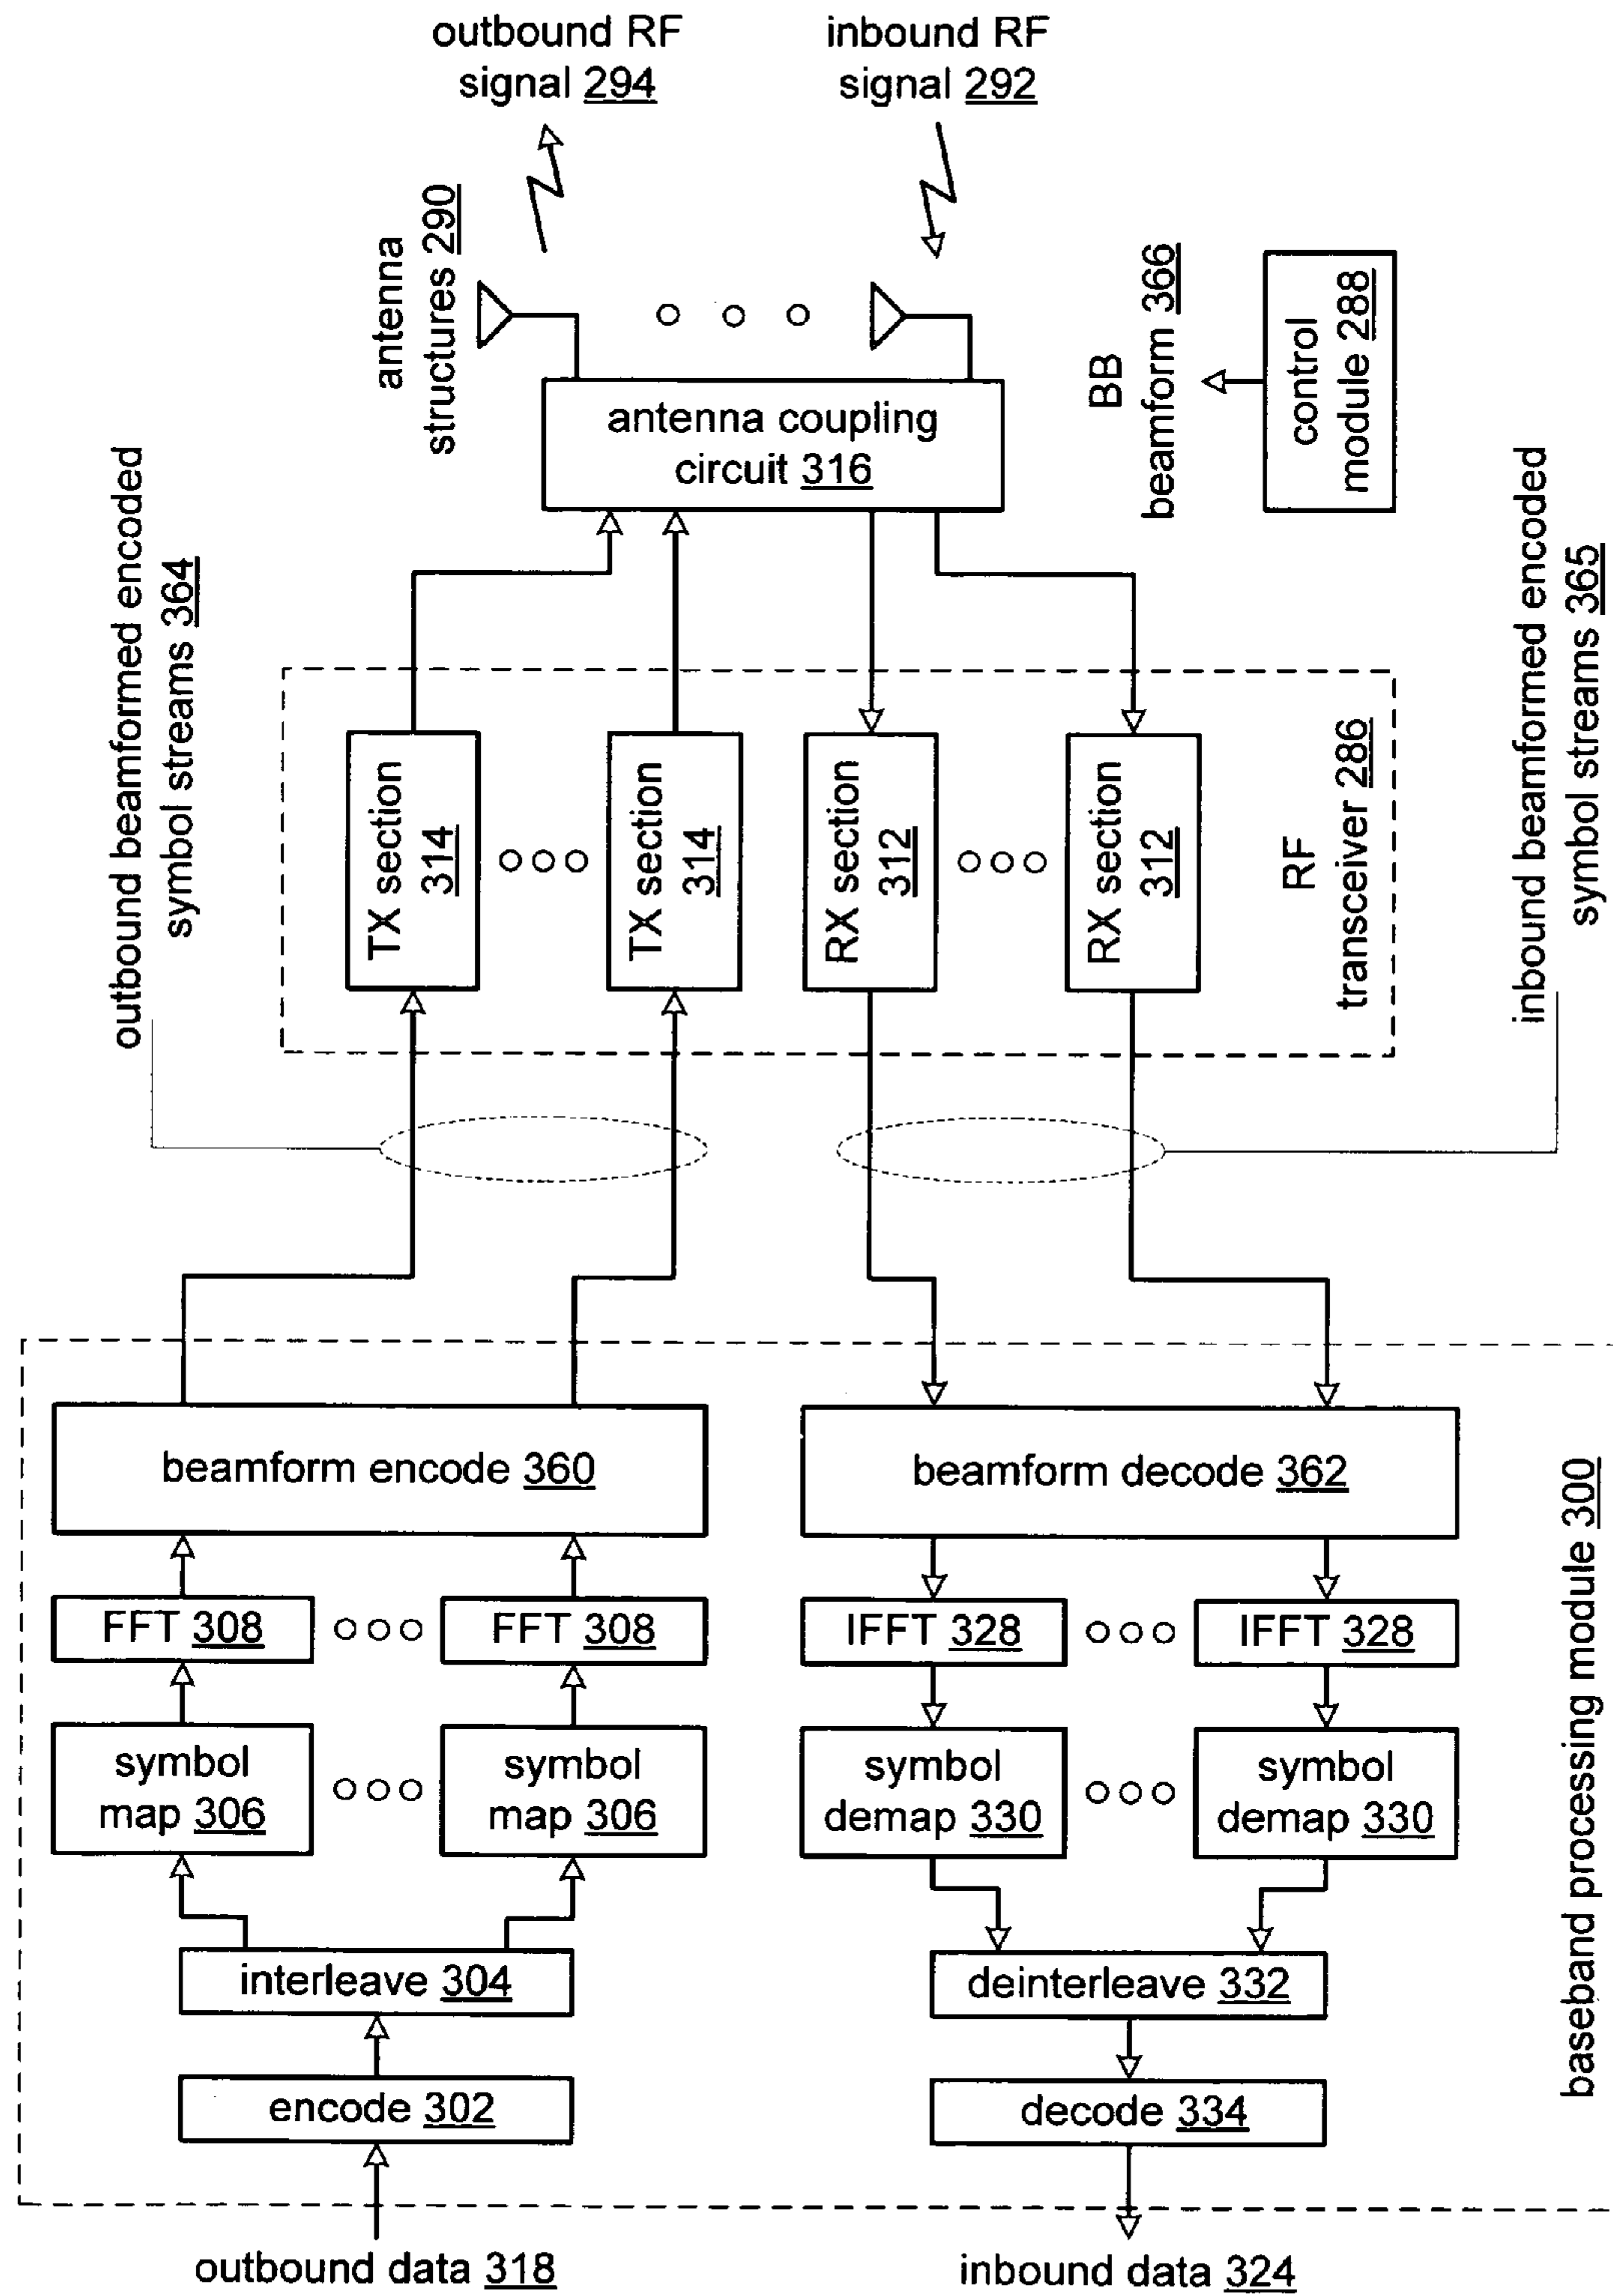 outbound RF
signal 294
inbound RF
signal 292
antenna
structures 290
antenna coupling
circuit 316
BB
beamform 366
control
module 288
outbound beamformed encoded
symbol streams 364
TX section
314
TX section
314
RX section
312
RX section
312
RF
transceiver 286
inbound beamformed encoded
symbol streams 365
beamform encode 360
beamform decode 362
FFT 308
FFT 308
IFFT 328
IFFT 328
symbol
map 306
symbol
map 306
symbol
demap 330
symbol
demap 330
interleave 304
deinterleave 332
encode 302
decode 334
baseband processing module 300
outbound data 318
inbound data 324